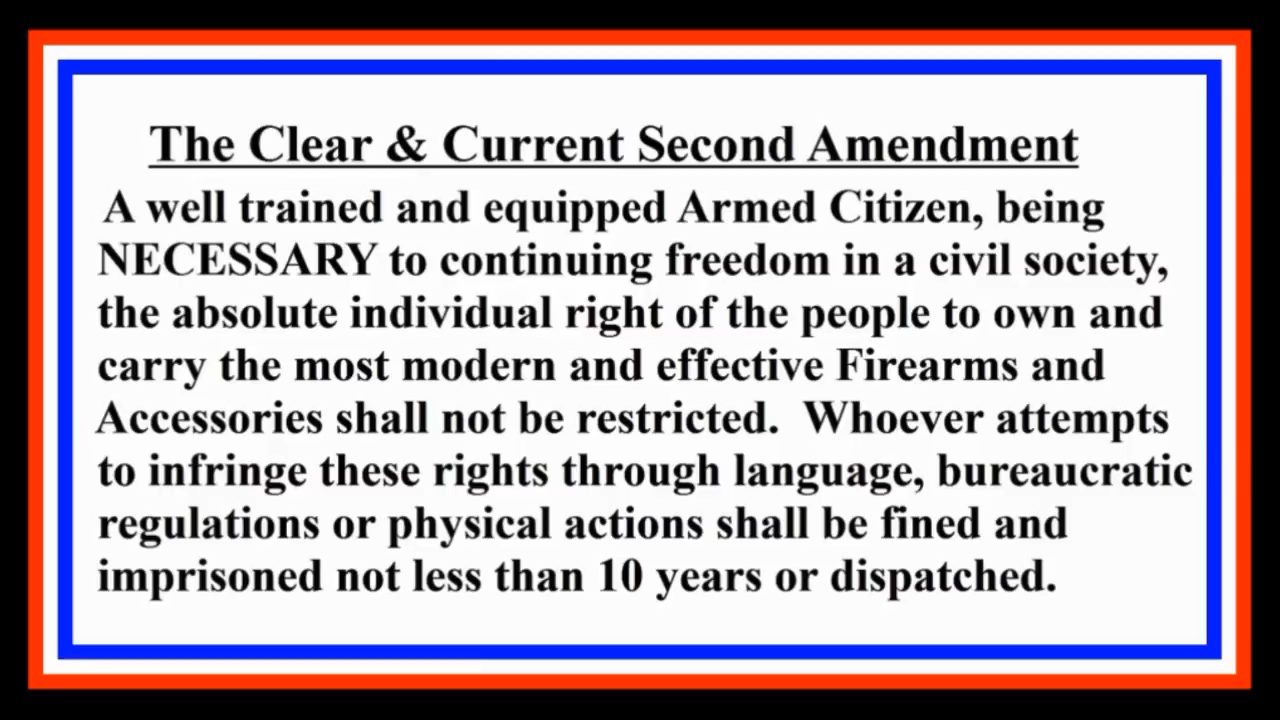 The Clear & Current Second Amendment
A well trained and equipped Armed Citizen, being
NECESSARY to continuing freedom in a civil society,
the absolute individual right of the people to own and
carry the most modern and effective Firearms and
Accessories shall not be restricted. Whoever attempts
to infringe these rights through language, bureaucratic
regulations or physical actions shall be fined and
imprisoned not less than 10 years or dispatched.